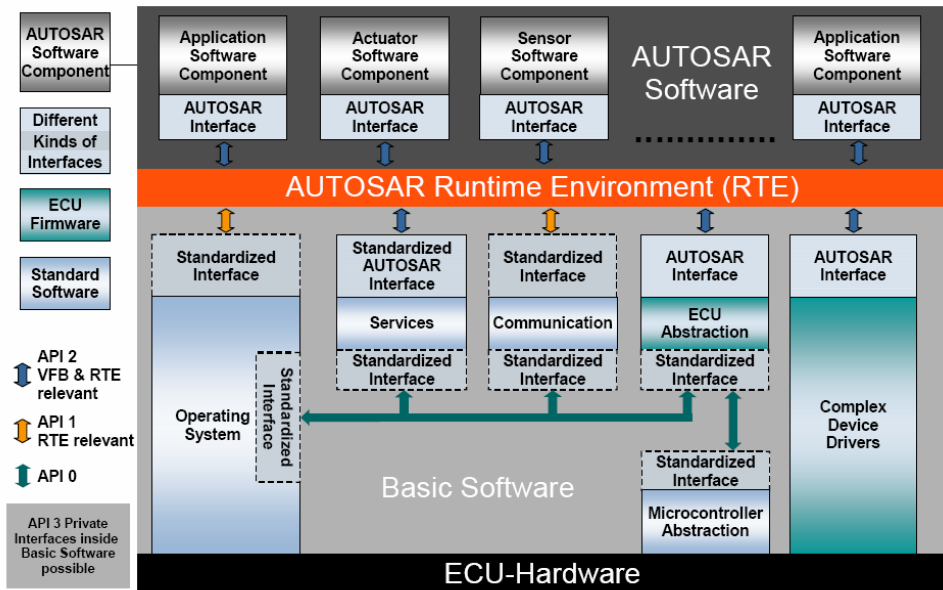 AUTOSAR
Software
Component
Different
Kinds of
Interfaces
ECU
Firmware
Standard
Software
API 2
VFB & RTE
relevant
API 1
RTE relevant
API 0
API 3 Private
Interfaces inside
Basic Software
possible
Application
Software
Component
AUTOSAR
Interface
Actuator
Software
Component
AUTOSAR
Interface
Sensor
Software
Component
AUTOSAR
Interface
AUTOSAR
Software
Application
Software
Component
AUTOSAR
Interface
AUTOSAR Runtime Environment (RTE)
Standardized
Interface
Operating
System
Standardized
Interface
Standardized
AUTOSAR
Interface
Services
Standardized
Interface
Standardized
Interface
Communication
Standardized
Interface
AUTOSAR
Interface
ECU
Abstraction
Standardized
Interface
Standardized
Interface
Microcontroller
Abstraction
AUTOSAR
Interface
Complex
Device
Drivers
Basic Software
ECU-Hardware